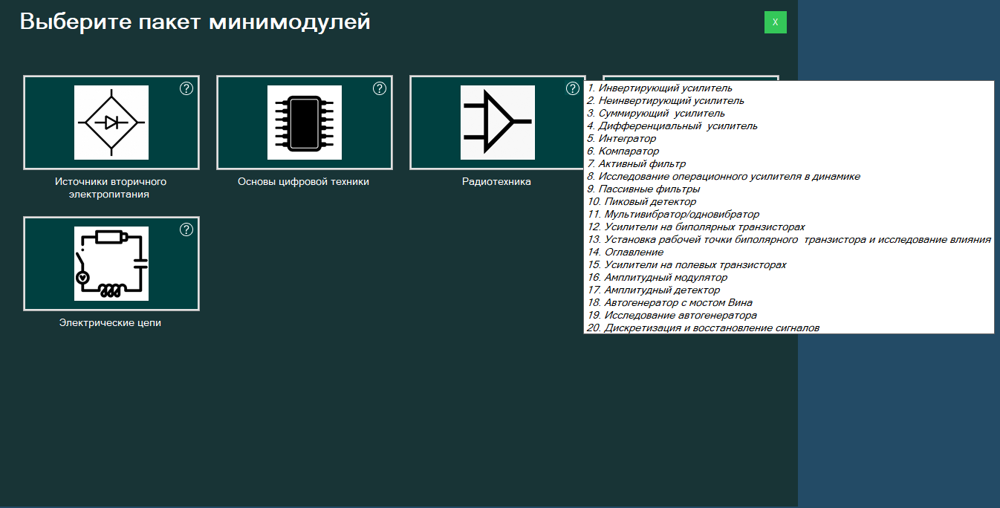 Выберите пакет минимодулей
X
?
?
?
Источники вторичного
электропитания
Основы цифровой техники
Радиотехника
1. Инвертирующий усилитель
2. Неинвертирующий усилитель
3. Суммирующий  усилитель
4. Дифференциальный  усилитель
5. Интегратор
6. Компаратор
7. Активный фильтр
8. Исследование операционного усилителя в динамике
9. Пассивные фильтры
10. Пиковый детектор
11. Мультивибратор/одновибратор
12. Усилители на биполярных транзисторах
13. Установка рабочей точки биполярного  транзистора и исследование влияния
14. Оглавление
15. Усилители на полевых транзисторах
16. Амплитудный модулятор
17. Амплитудный детектор
18. Автогенератор с мостом Вина
19. Исследование автогенератора
20. Дискретизация и восстановление сигналов
?
Электрические цепи